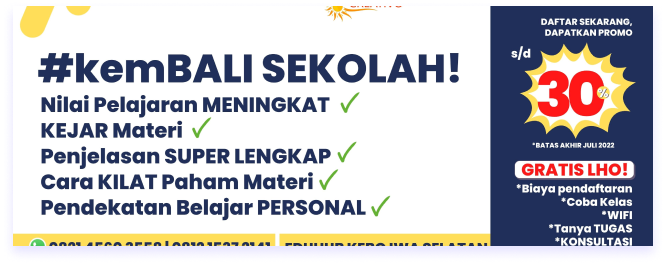 #kemBALI SEKOLAH!
Nilai Pelajaran MENINGKAT
KEJAR Materi
Penjelasan SUPER LENGKAP
Cara KILAT Paham Materi
Pendekatan Belajar PERSONAL
DAFTAR SEKARANG,
DAPATKAN PROMO
s/d
30%
*BATAS AKHIR JULI 2022
GRATIS LHO!
*Biaya pendaftaran
*Coba Kelas
*WIFI
*Tanya TUGAS
*KONSULTASI